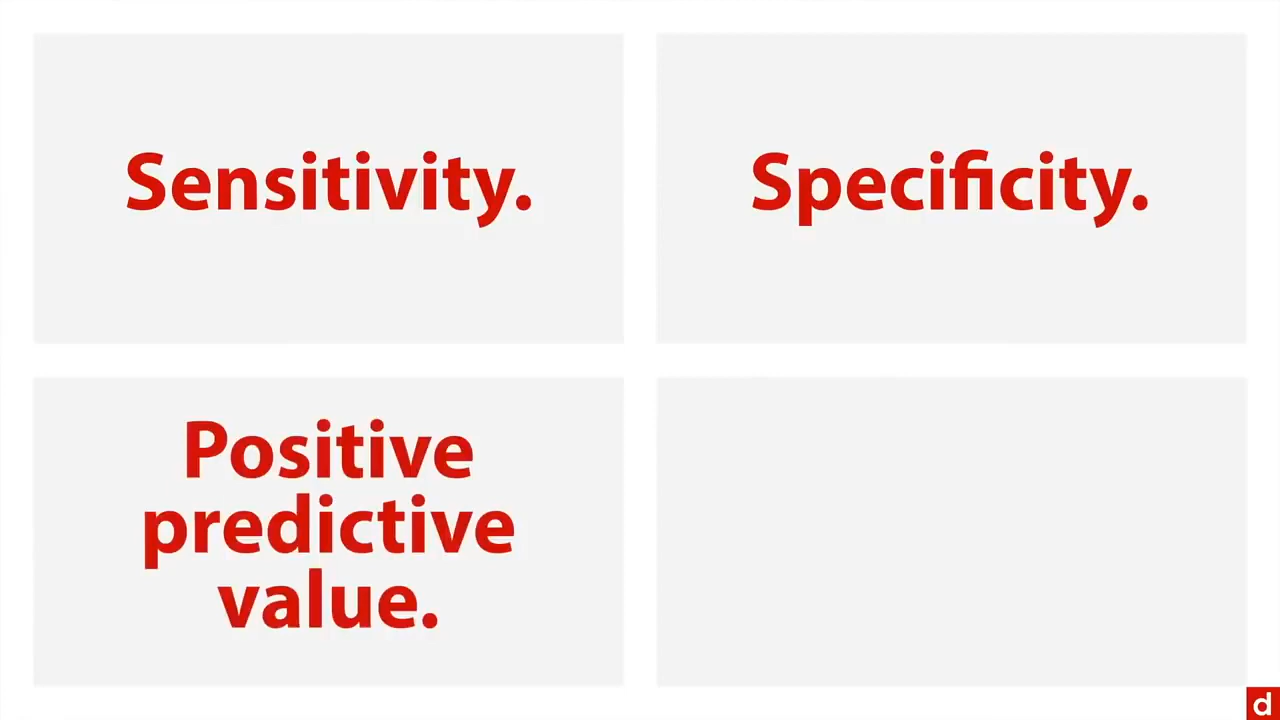 Sensitivity.
Specificity.
Positive
predictive
value.
d